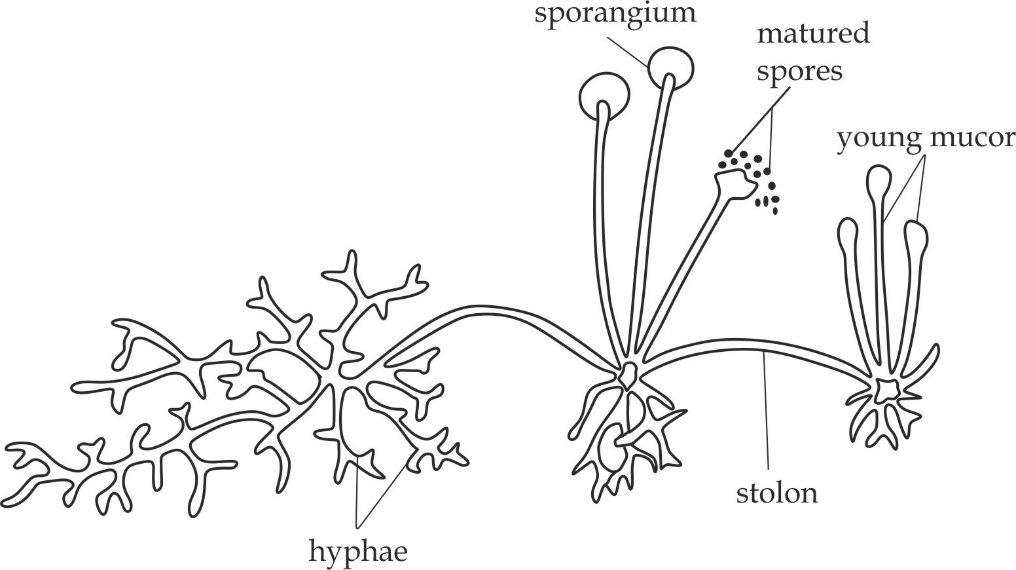 sporangium
matured
spores
young mucor
stolon
hyphae